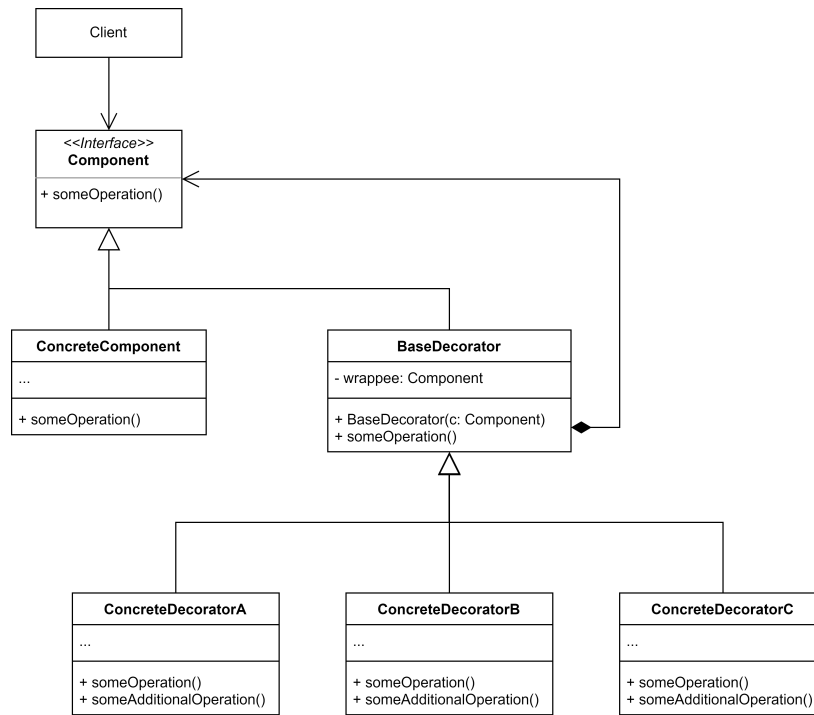 Client
<<Interface>>
Component
+ someOperation()
ConcreteComponent
...
+ someOperation()
BaseDecorator
- wrappee: Component
+ BaseDecorator(c: Component)
+ someOperation()
ConcreteDecoratorA
...
+ someOperation()
+ someAdditionalOperation()
ConcreteDecoratorB
...
+ someOperation()
+ someAdditionalOperation()
ConcreteDecoratorC
...
+ someOperation()
+ someAdditionalOperation()